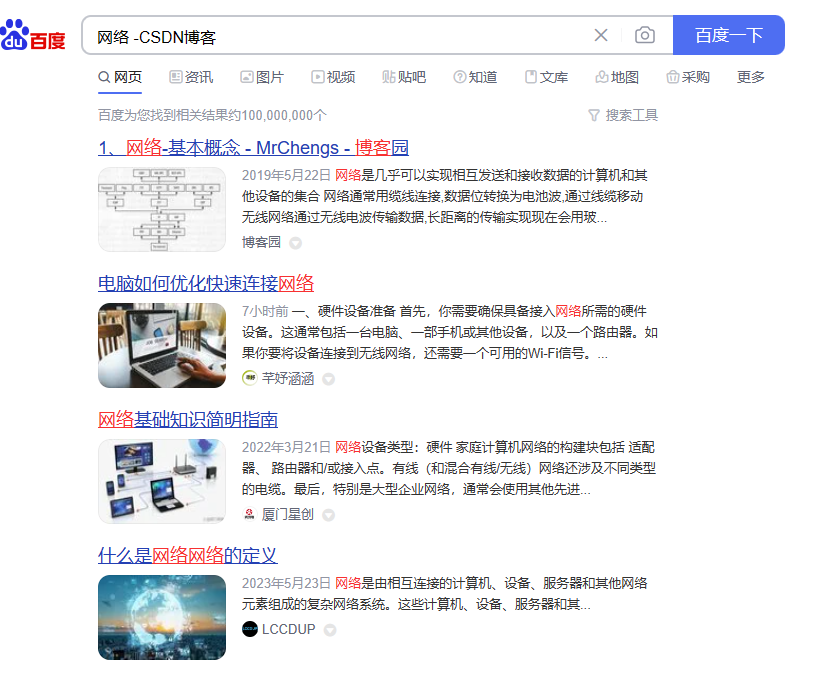 du百度
网络 -CSDN博客
百度一下
网页 资讯 图片 视频 贴吧 知道 文库 地图 采购 更多
百度为您找到相关结果约100,000,000个
搜索工具
1、网络-基本概念 - MrChengs - 博客园
2019年5月22日 网络是几乎可以实现相互发送和接收数据的计算机和其
他设备的集合 网络通常用缆线连接,数据位转换为电池波,通过线缆移动
无线网络通过无线电波传输数据,长距离的传输实现现在会用玻...
博客园
电脑如何优化快速连接网络
7小时前 一、硬件设备准备 首先，你需要确保具备接入网络所需的硬件
设备。这通常包括一台电脑、一部手机或其他设备，以及一个路由器。如
果你要将设备连接到无线网络，还需要一个可用的Wi-Fi信号。...
芊妤涵涵
网络基础知识简明指南
2022年3月21日 网络设备类型：硬件 家庭计算机网络的构建块包括 适配
器、 路由器和/或接入点。有线（和混合有线/无线）网络还涉及不同类型
的电缆。最后，特别是大型企业网络，通常会使用其他先进...
厦门星创
什么是网络网络的定义
2023年5月23日 网络是由相互连接的计算机、设备、服务器和其他网络
元素组成的复杂网络系统。这些计算机、设备、服务器和其...
LCCDUP